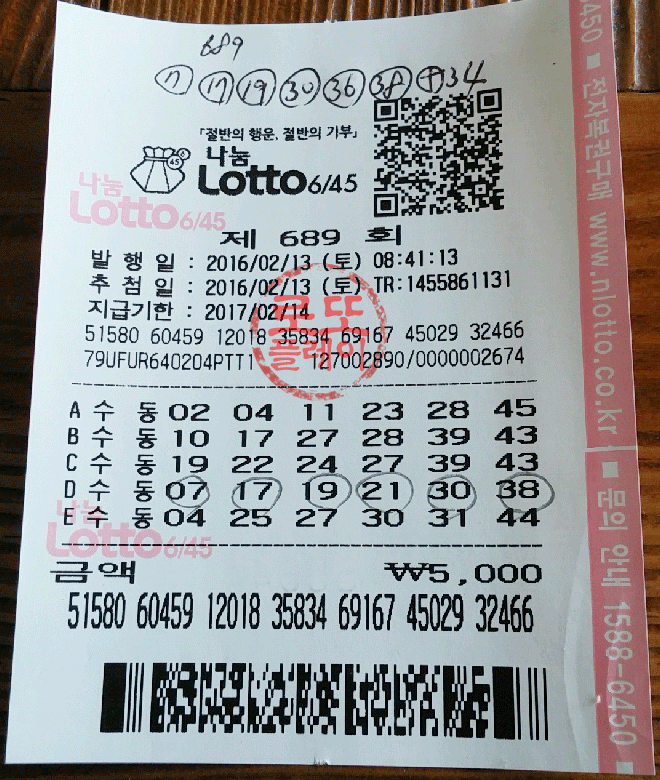 689
7 17 19 30 36 38 +34
「절반의 행운, 절반의 기부」
나눔
Lotto 6/45
나눔
Lotto 6/45
제 689 회
발 행 일 : 2016/02/13 (토) 08:41:13
추 첨 일 : 2016/02/13 (토) TR:1455861131
지급기한 : 2017/02/14
로또
플레이
51580 60459 12018 35834 69167 45029 32466
79UFUR640204PTT1 127002890/0000002674
A 수 동 02 04 11 23 28 45
B 수 동 10 17 27 28 39 43
C 수 동 19 22 24 27 39 43
D 수 동 07 17 19 21 30 38
E 수 동 04 25 27 30 31 44
나눔
Lotto 6/45
금액 ₩5,000
51580 60459 12018 35834 69167 45029 32466
6450 ■ 전자복권구매 www.nlotto.co.kr
■ 문의 안내 1588-6450 ■